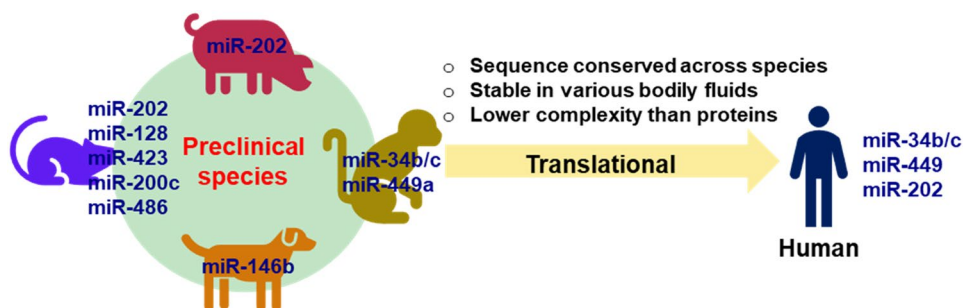 miR-202
miR-202
miR-128
miR-423
miR-200c
miR-486
Preclinical
species
miR-34b/c
miR-449a
miR-146b
o Sequence conserved across species
o Stable in various bodily fluids
o Lower complexity than proteins
Translational
miR-34b/c
miR-449
miR-202
Human